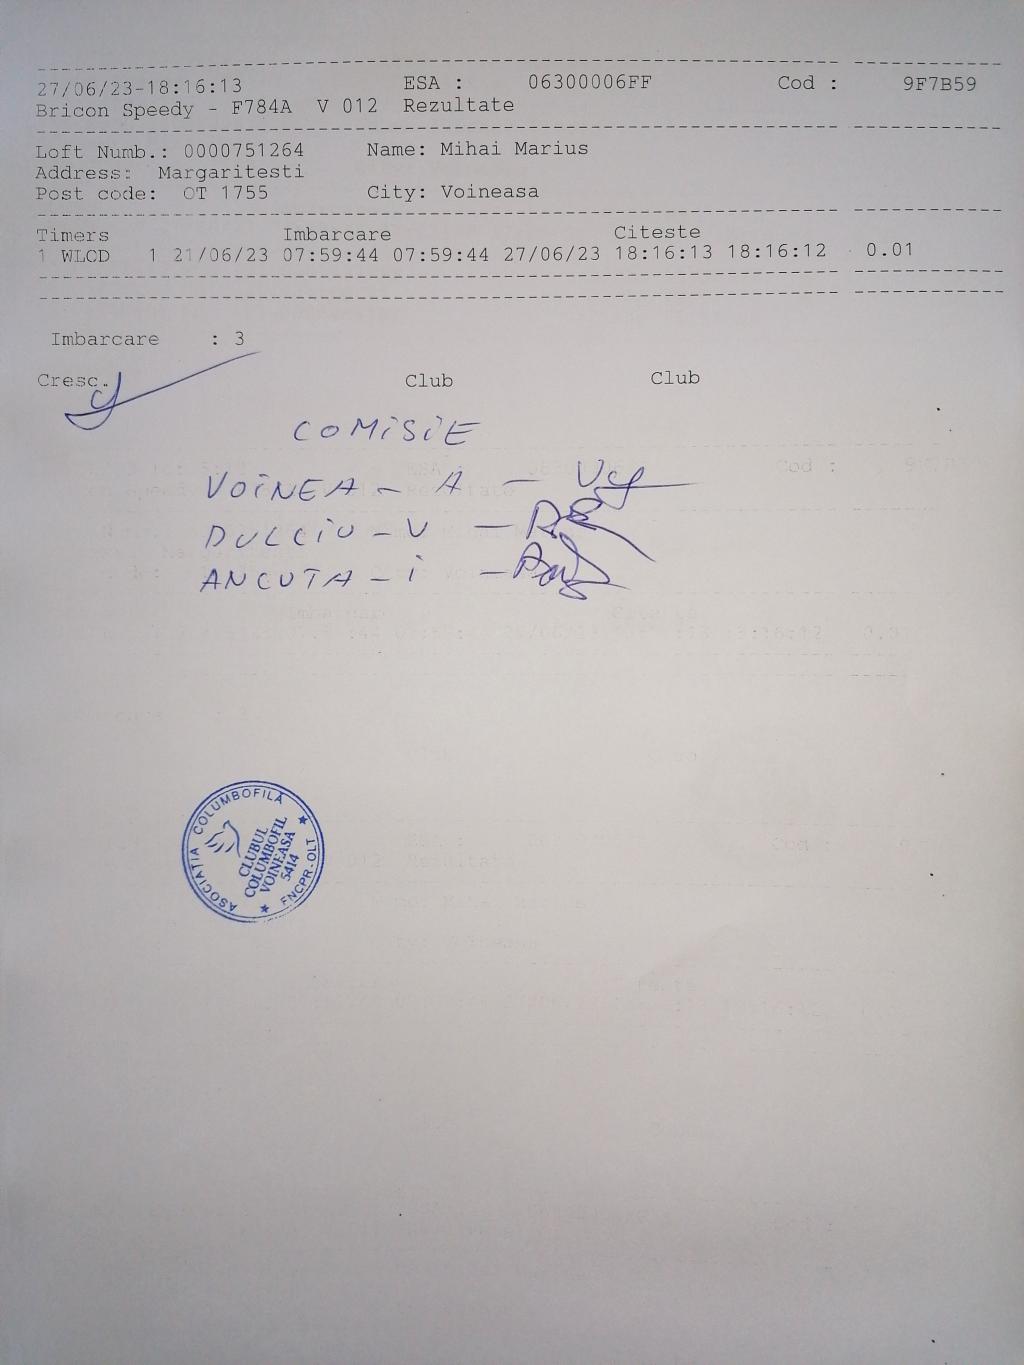 27/06/23-18:16:13 ESA : 06300006FF Cod : 9F7B59
Bricon Speedy - F784A V 012 Rezultate
Loft Numb.: 0000751264 Name: Mihai Marius
Address: Margaritesti
Post code: OT 1755 City: Voineasa
Timers Imbarcare Citeste
1 WLCD 1 21/06/23 07:59:44 07:59:44 27/06/23 18:16:13 18:16:12 0.01
Imbarcare : 3
Cresc. Club Club
COMiSiE
VOiNEA - A -
DULCiU - V -
ANCUTA - i -
ASOCIAȚIA COLUMBOFILĂ
CLUBUL
COLUMBOFIL
VOINEASA
5414
FNCPR-OLT